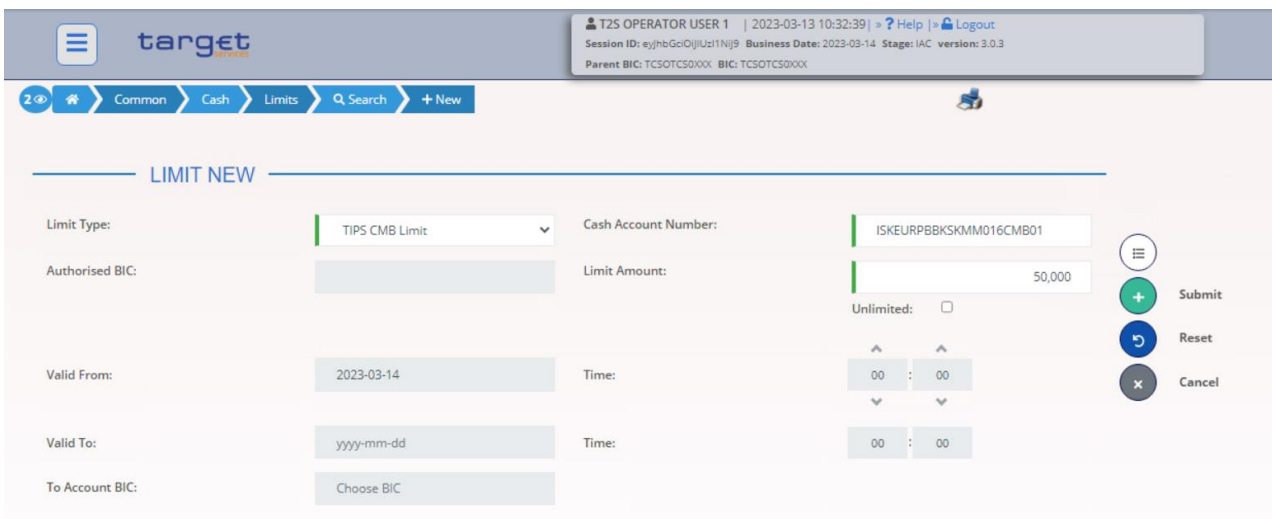 target
services
T2S OPERATOR USER 1 | 2023-03-13 10:32:39| » ? Help |» Logout
Session ID: eyJhbGciOiJIUzI1NiJ9 Business Date: 2023-03-14 Stage: IAC version: 3.0.3
Parent BIC: TCSOTCS0XXX BIC: TCSOTCS0XXX
2 Common Cash Limits Search + New
LIMIT NEW
Limit Type: TIPS CMB Limit Cash Account Number: ISKEURPBBKSKMM016CMB01
Authorised BIC: Limit Amount: 50,000
Submit
Unlimited:
Reset
Valid From: 2023-03-14 Time: 00 : 00
Cancel
Valid To: yyyy-mm-dd Time: 00 : 00
To Account BIC: Choose BIC